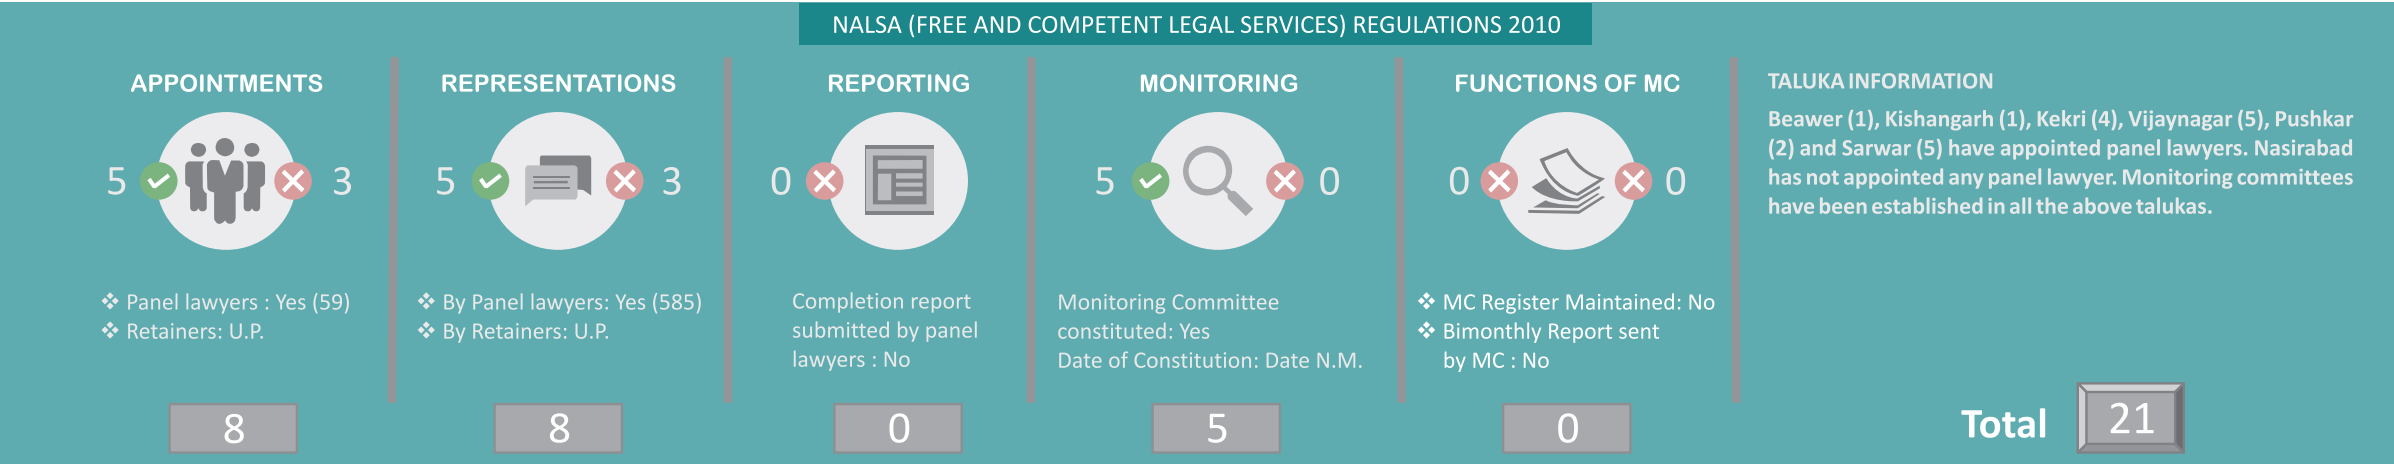 NALSA (FREE AND COMPETENT LEGAL SERVICES) REGULATIONS 2010
APPOINTMENTS
5 3
❖ Panel lawyers : Yes (59)
❖ Retainers: U.P.
8
REPRESENTATIONS
5 3
❖ By Panel lawyers: Yes (585)
❖ By Retainers: U.P.
8
REPORTING
0
Completion report
submitted by panel
lawyers : No
0
MONITORING
5 0
Monitoring Committee
constituted: Yes
Date of Constitution: Date N.M.
5
FUNCTIONS OF MC
0 0
❖ MC Register Maintained: No
❖ Bimonthly Report sent
by MC : No
0
TALUKA INFORMATION
Beawer (1), Kishangarh (1), Kekri (4), Vijaynagar (5), Pushkar
(2) and Sarwar (5) have appointed panel lawyers. Nasirabad
has not appointed any panel lawyer. Monitoring committees
have been established in all the above talukas.
Total 21